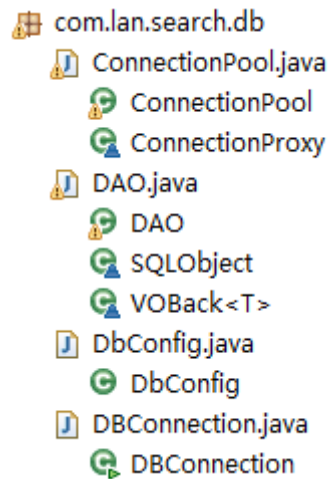 com.lan.search.db
ConnectionPool.java
ConnectionPool
ConnectionProxy
DAO.java
DAO
SQLObject
VOBack<T>
DbConfig.java
DbConfig
DBConnection.java
DBConnection